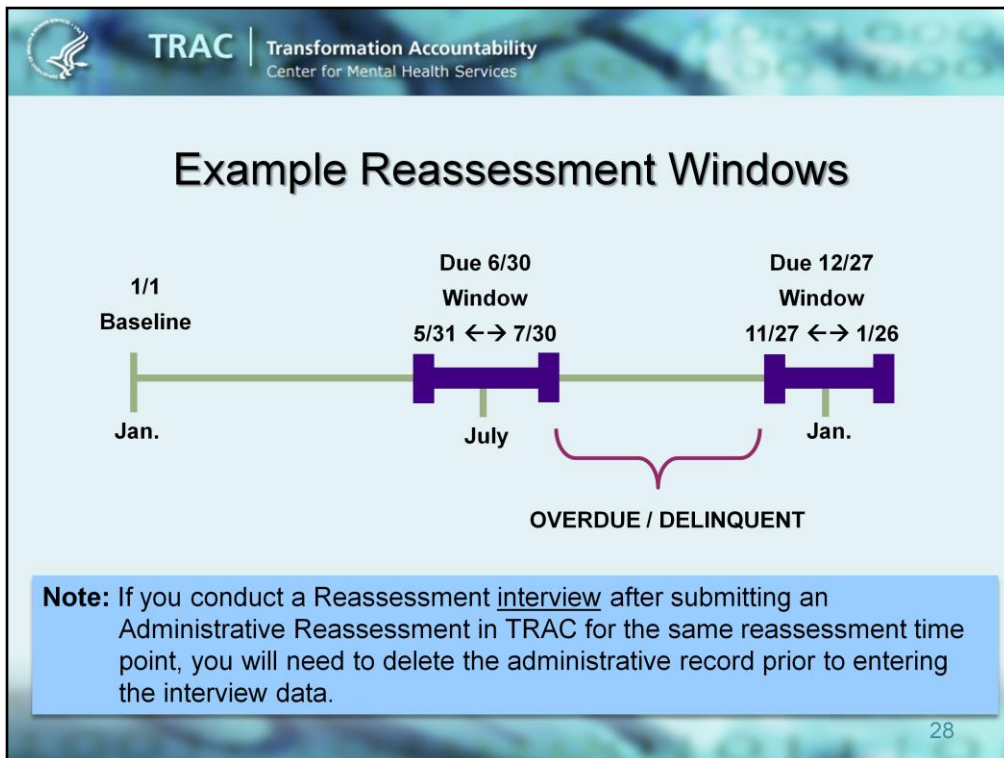 TRAC
Transformation Accountability
Center for Mental Health Services
Example Reassessment Windows
1/1
Baseline
Due 6/30
Window
5/31 ←→ 7/30
Due 12/27
Window
11/27 ←→ 1/26
Jan.
July
Jan.
OVERDUE / DELINQUENT
Note: If you conduct a Reassessment interview after submitting an
Administrative Reassessment in TRAC for the same reassessment time
point, you will need to delete the administrative record prior to entering
the interview data.
28